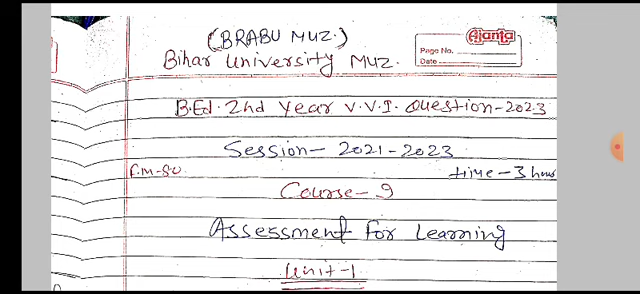 (BRABU MUZ.)
Ajanta
Bihar University MUZ.
Page No.
Date
B.Ed. 2nd Year V.V.I. Question-2023
Session- 2021-2023
F.M-80
time-3 hours
Course-9
Assessment For Learning
Unit-1